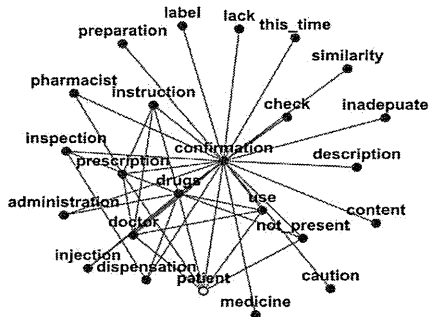 label
lack
this_time
preparation
similarity
pharmacist
instruction
check
inadepuate
inspection
confirmation
prescription
description
drugs
administration
use
doctor
content
not_present
injection
dispensation
patient
caution
medicine